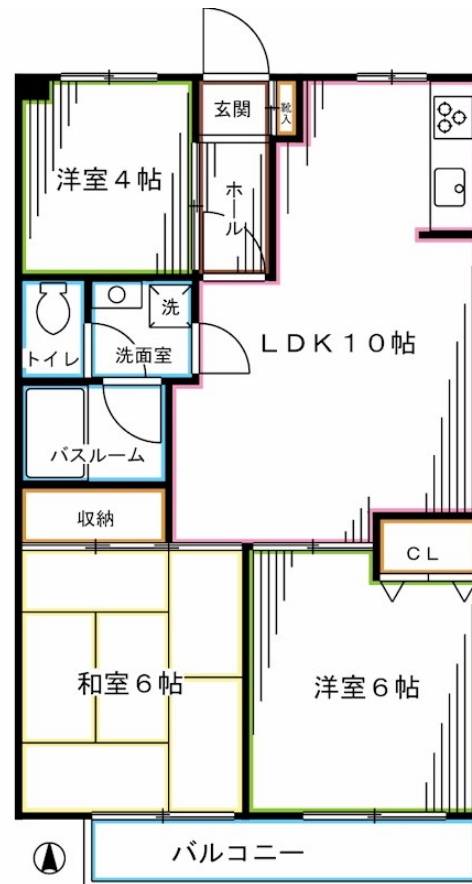 玄関
靴入
洋室4帖
ホール
洗
トイレ
洗面室
LDK10帖
バスルーム
収納
CL
和室6帖
洋室6帖
バルコニー